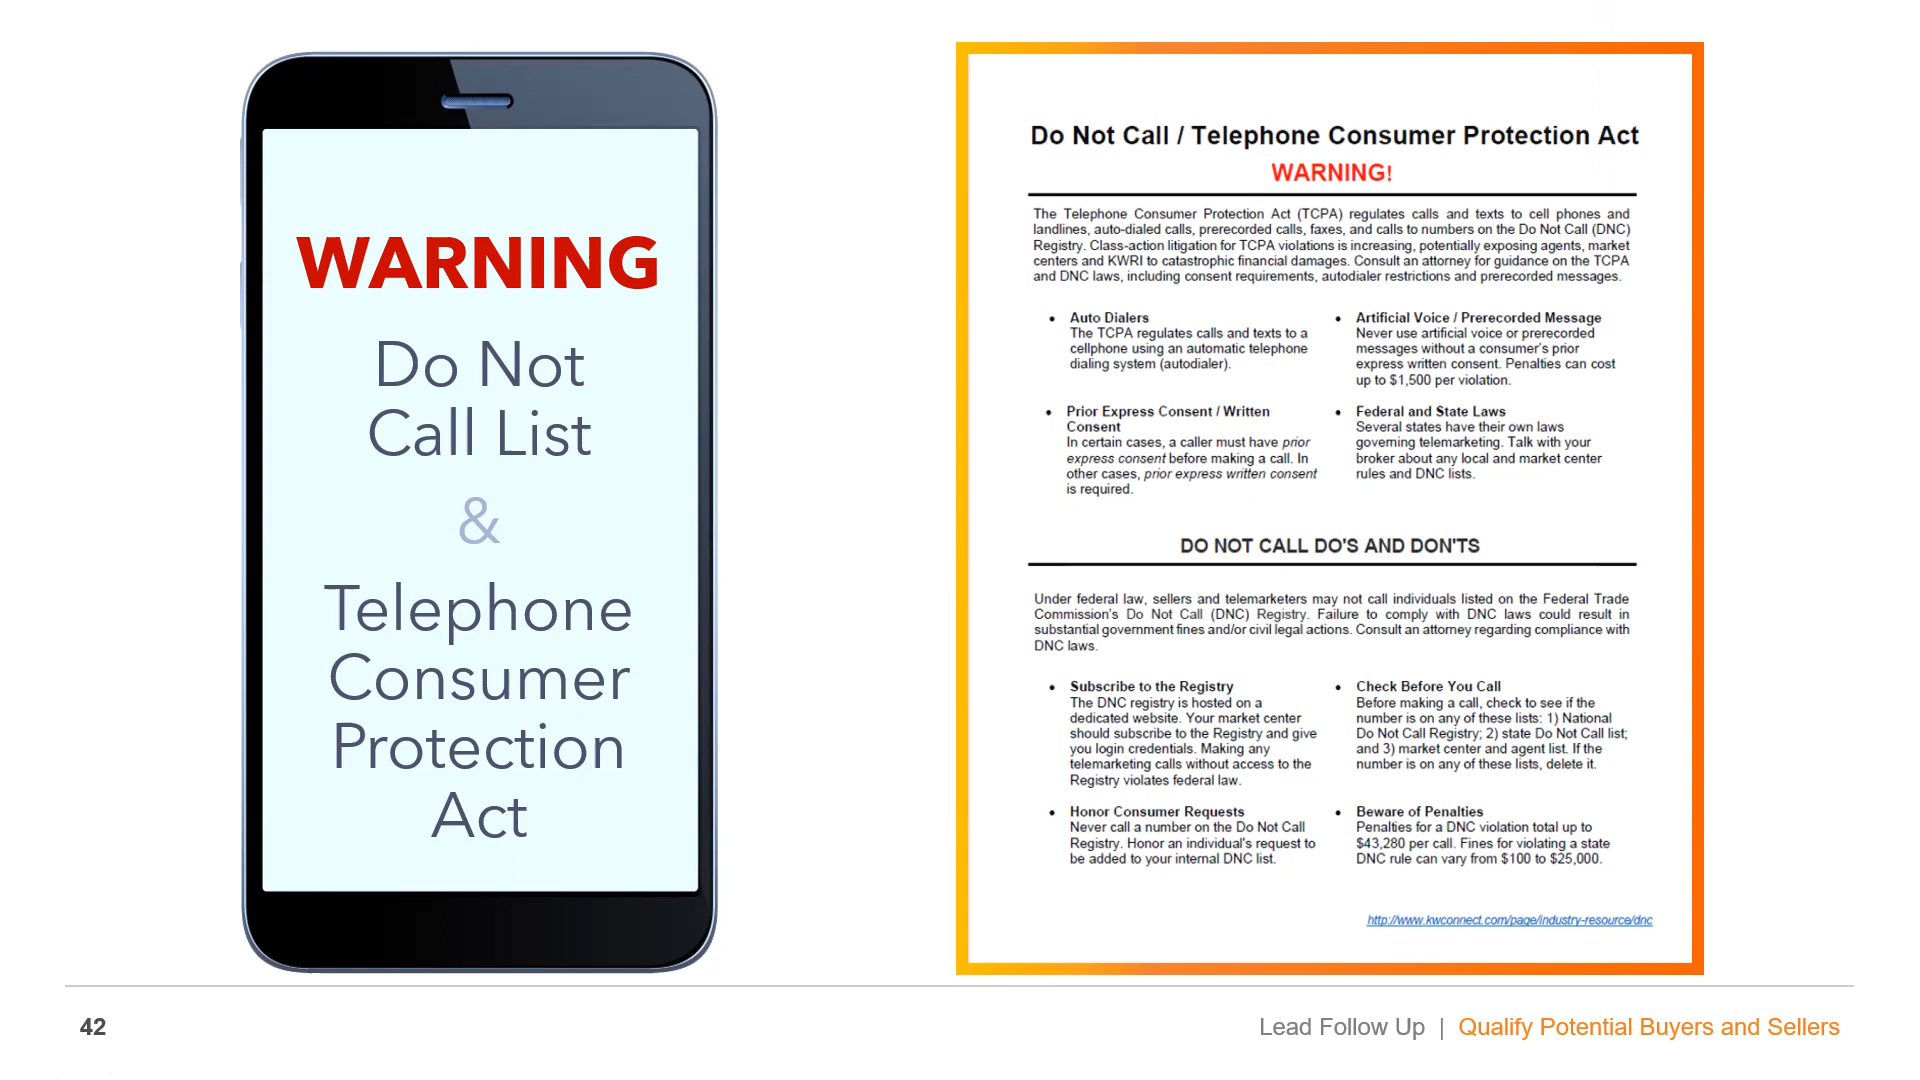 WARNING
Do Not
Call List
&
Telephone
Consumer
Protection
Act
Do Not Call / Telephone Consumer Protection Act
WARNING!
The Telephone Consumer Protection Act (TCPA) regulates calls and texts to cell phones and
landlines, auto-dialed calls, prerecorded calls, faxes, and calls to numbers on the Do Not Call (DNC)
Registry. Class-action litigation for TCPA violations is increasing, potentially exposing agents, market
centers and KWRI to catastrophic financial damages. Consult an attorney for guidance on the TCPA
and DNC laws, including consent requirements, autodialer restrictions and prerecorded messages.
• Auto Dialers
The TCPA regulates calls and texts to a
cellphone using an automatic telephone
dialing system (autodialer).
• Artificial Voice / Prerecorded Message
Never use artificial voice or prerecorded
messages without a consumer's prior
express written consent. Penalties can cost
up to $1,500 per violation.
• Prior Express Consent / Written
Consent
In certain cases, a caller must have prior
express consent before making a call. In
other cases, prior express written consent
is required.
• Federal and State Laws
Several states have their own laws
governing telemarketing. Talk with your
broker about any local and market center
rules and DNC lists.
DO NOT CALL DO'S AND DON'TS
Under federal law, sellers and telemarketers may not call individuals listed on the Federal Trade
Commission's Do Not Call (DNC) Registry. Failure to comply with DNC laws could result in
substantial government fines and/or civil legal actions. Consult an attorney regarding compliance with
DNC laws.
• Subscribe to the Registry
The DNC registry is hosted on a
dedicated website. Your market center
should subscribe to the Registry and give
you login credentials. Making any
telemarketing calls without access to the
Registry violates federal law.
• Check Before You Call
Before making a call, check to see if the
number is on any of these lists: 1) National
Do Not Call Registry; 2) state Do Not Call list;
and 3) market center and agent list. If the
number is on any of these lists, delete it.
• Honor Consumer Requests
Never call a number on the Do Not Call
Registry. Honor an individual's request to
be added to your internal DNC list.
• Beware of Penalties
Penalties for a DNC violation total up to
$43,280 per call. Fines for violating a state
DNC rule can vary from $100 to $25,000.
http://www.kwconnect.com/page/industry-resource/dnc
42
Lead Follow Up | Qualify Potential Buyers and Sellers